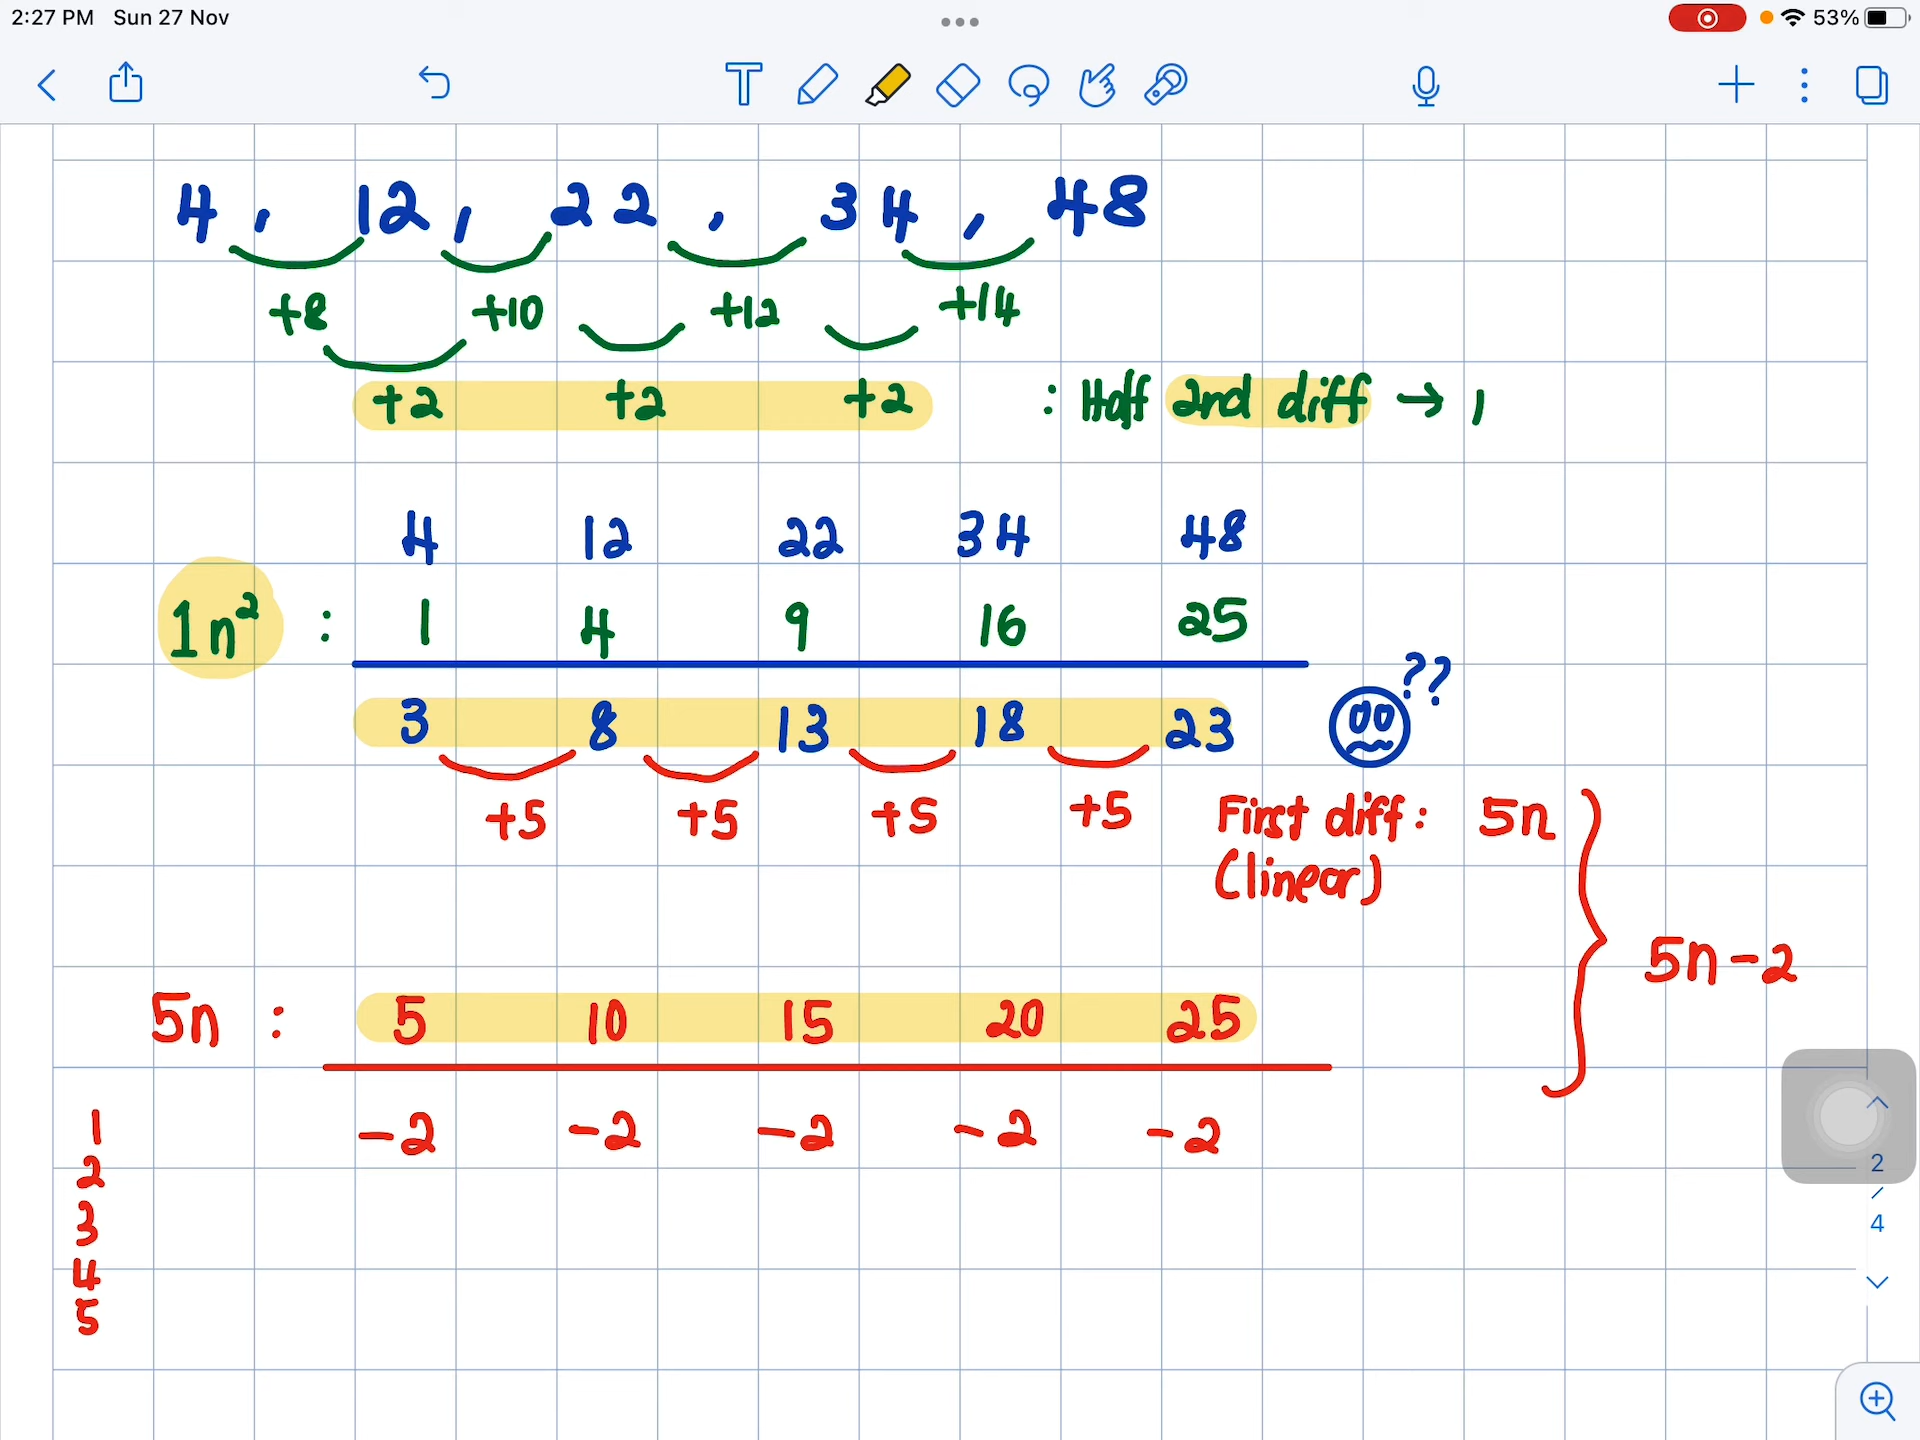 2:27 PM Sun 27 Nov 53%
T
4, 12, 22, 34, 48
+8 +10 +12 +14
+2 +2 +2 : Half 2nd diff → 1
4 12 22 34 48
1n² : 1 4 9 16 25
??
3 8 13 18 23
+5 +5 +5 +5 First diff: 5n
(linear)
5n-2
5n : 5 10 15 20 25
-2 -2 -2 -2 -2
1
2
3
4
5
2
/
4